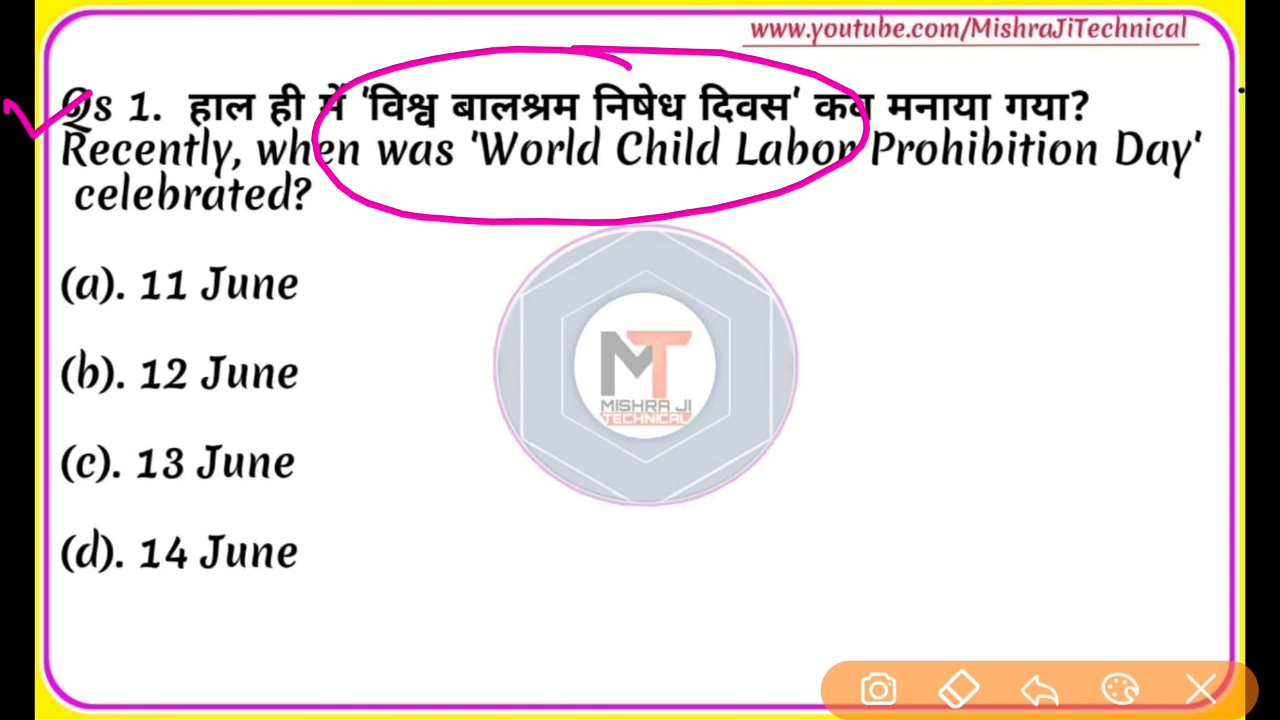 www.youtube.com/MishraJiTechnical
Qs 1. हाल ही में 'विश्व बालश्रम निषेध दिवस' कब मनाया गया?
Recently, when was 'World Child Labor Prohibition Day'
celebrated?
(a). 11 June
(b). 12 June
(c). 13 June
(d). 14 June
MT
MISHRA JI
TECHNICAL